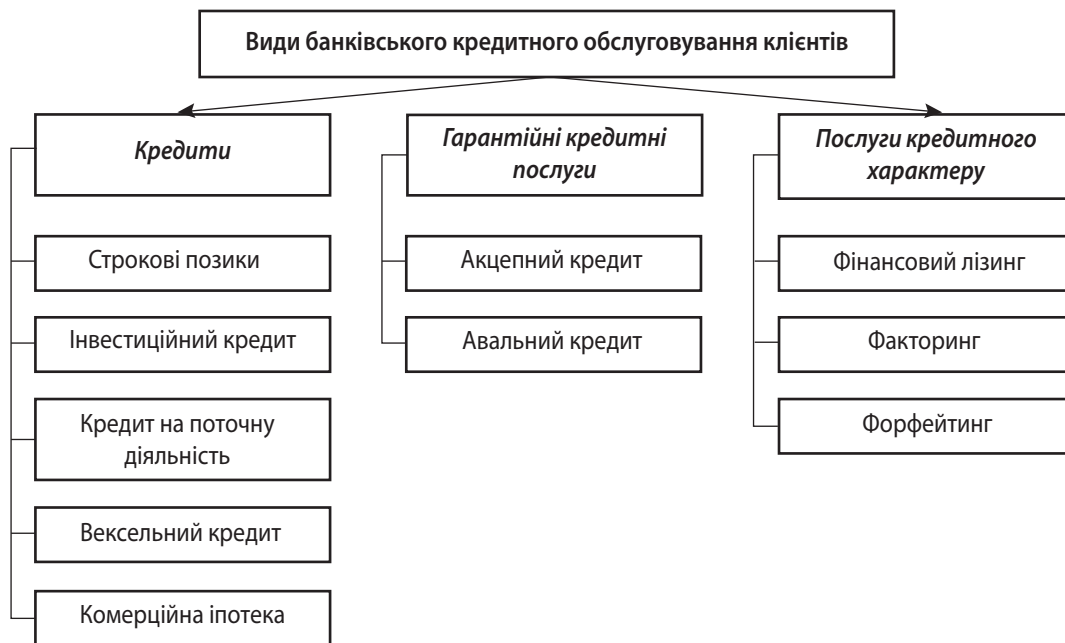 Види банківського кредитного обслуговування клієнтів
Кредити
Строкові позики
Інвестиційний кредит
Кредит на поточну
діяльність
Вексельний кредит
Комерційна іпотека
Гарантійні кредитні
послуги
Акцепний кредит
Авальний кредит
Послуги кредитного
характеру
Фінансовий лізинг
Факторинг
Форфейтинг